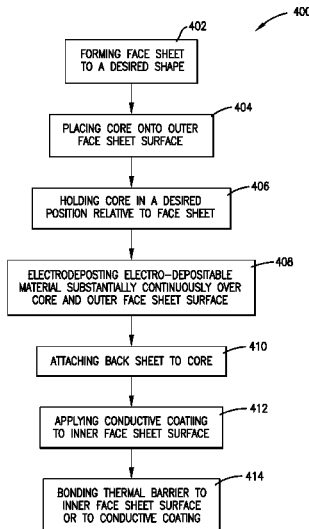 400
402
FORMING FACE SHEET
TO A DESIRED SHAPE
404
PLACING CORE ONTO OUTER
FACE SHEET SURFACE
406
HOLDING CORE IN A DESIRED
POSITION RELATIVE TO FACE SHEET
408
ELECTRODEPOSTING ELECTRO-DEPOSITABLE
MATERIAL SUBSTANTIALLY CONTINUOUSLY OVER
CORE AND OUTER FACE SHEET SURFACE
410
ATTACHING BACK SHEET TO CORE
412
APPLYING CONDUCTIVE COATIING
TO INNER FACE SHEET SURFACE
414
BONDING THERMAL BARRIER TO
INNER FACE SHEET SURFACE
OR TO CONDUCTIVE COATING